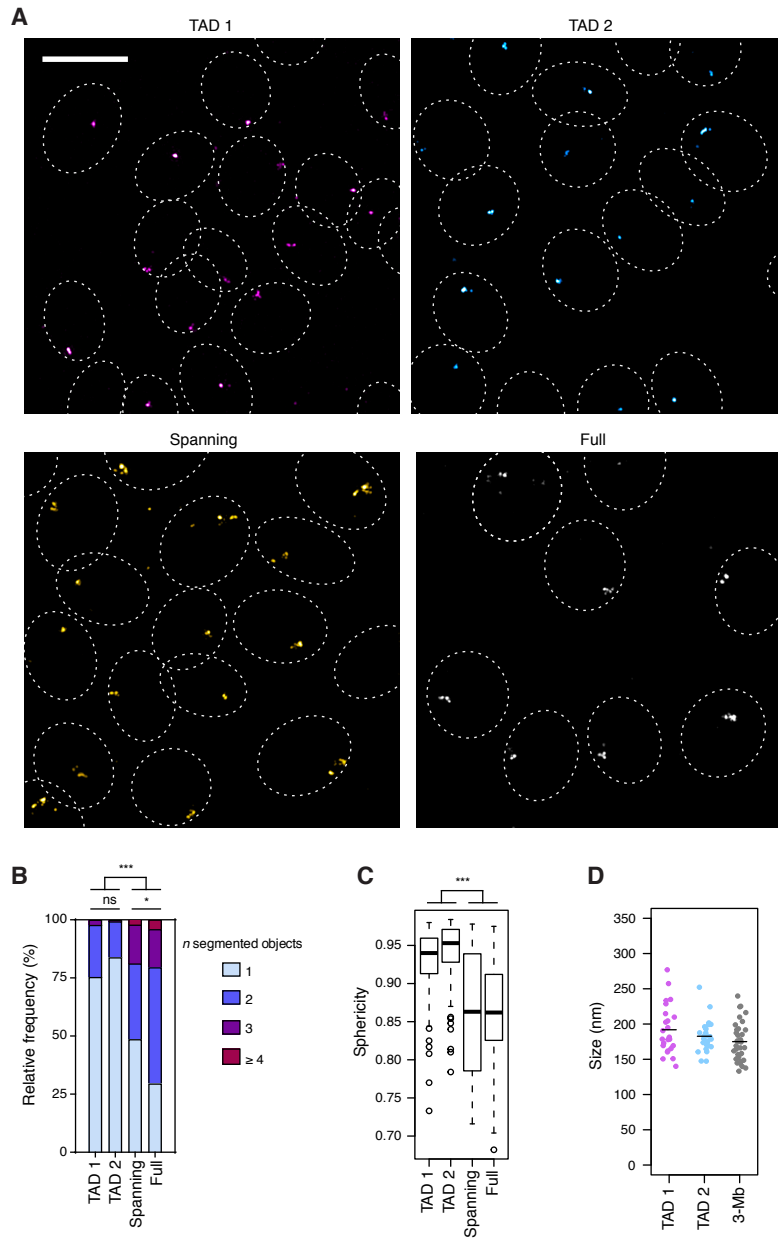 A
TAD 1
TAD 2
Spanning
Full
B
***
ns
*
Relative frequency (%)
100
75
50
25
0
TAD 1
TAD 2
Spanning
Full
n segmented objects
1
2
3
≥ 4
C
***
Sphericity
0.95
0.90
0.85
0.80
0.75
0.70
TAD 1
TAD 2
Spanning
Full
D
Size (nm)
350
300
250
200
150
100
50
0
TAD 1
TAD 2
3-Mb